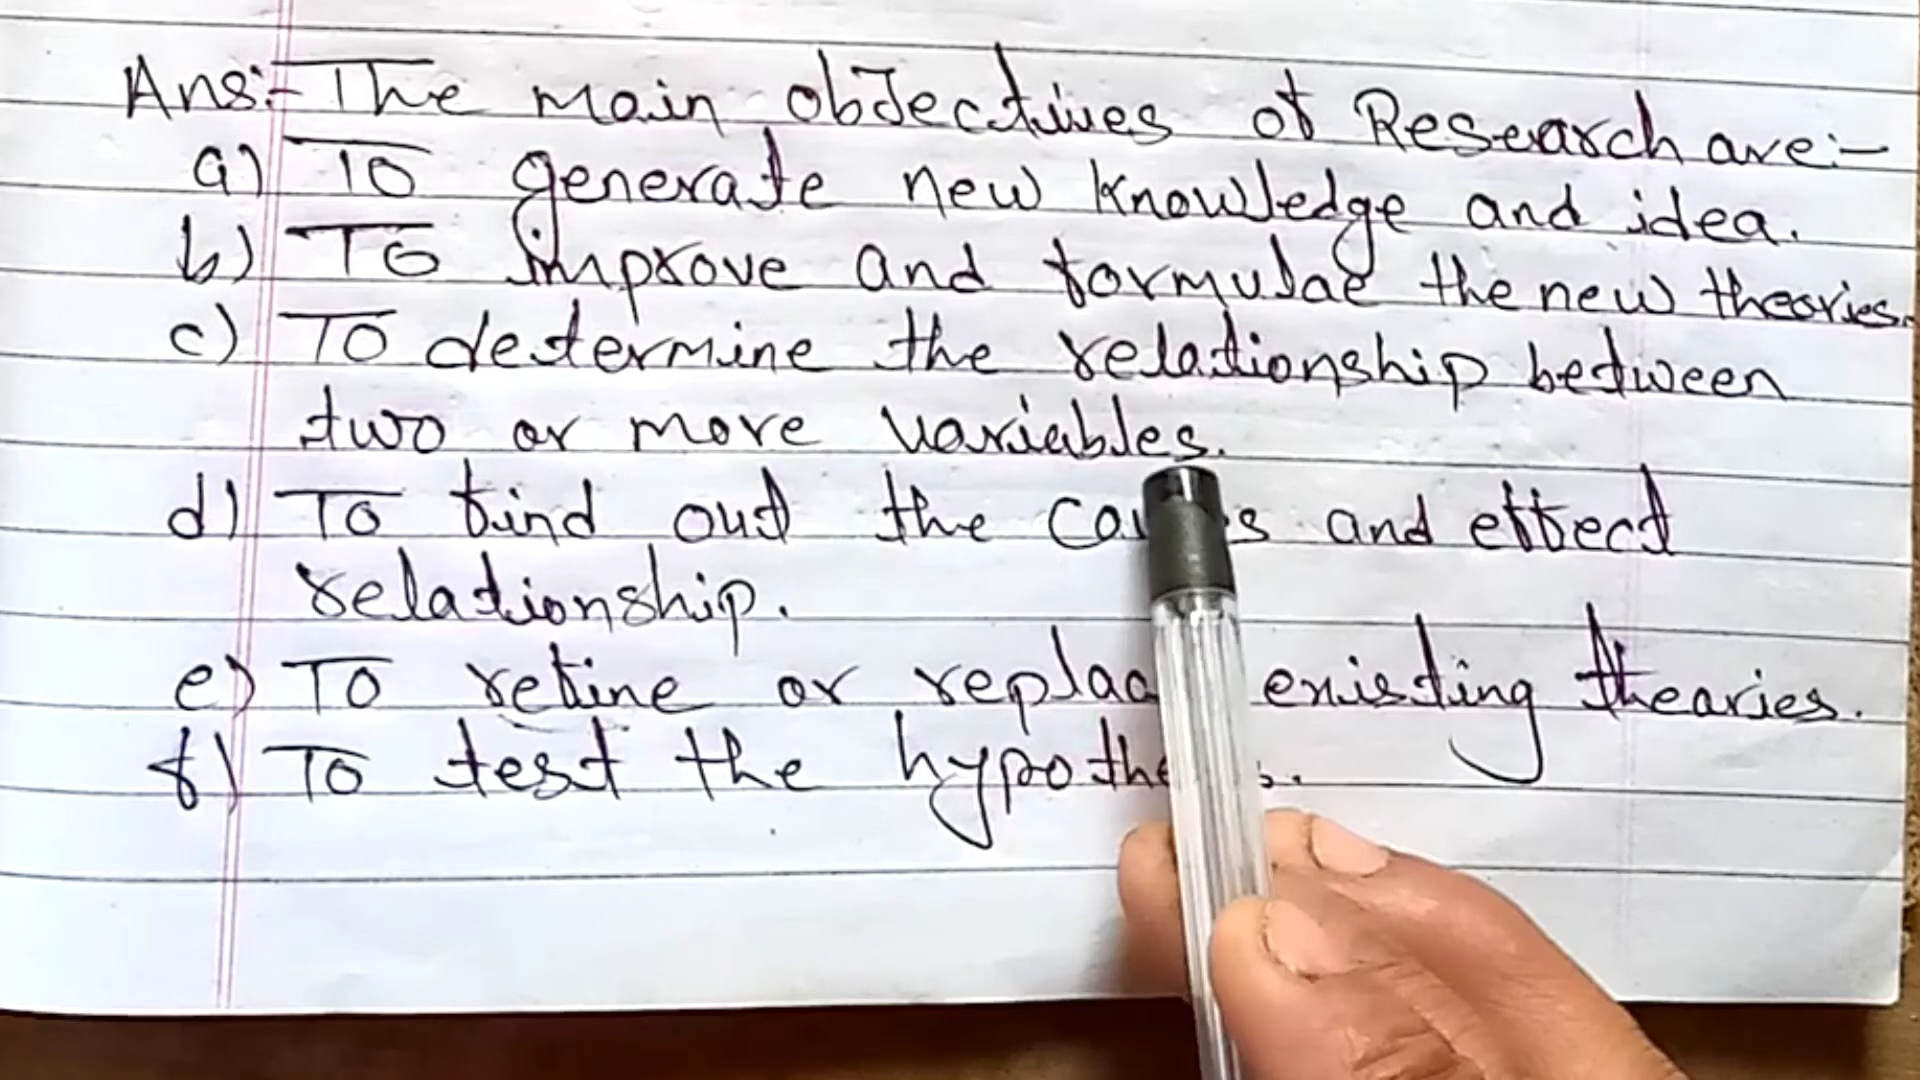 Ans:- The main objectives of Research are:-
a) To generate new knowledge and idea.
b) To improve and formulae the new theories.
c) To determine the relationship between
two or more variables.
d) To find out the and effect
relationship.
e) To refine or existing thearies.
f) To test the